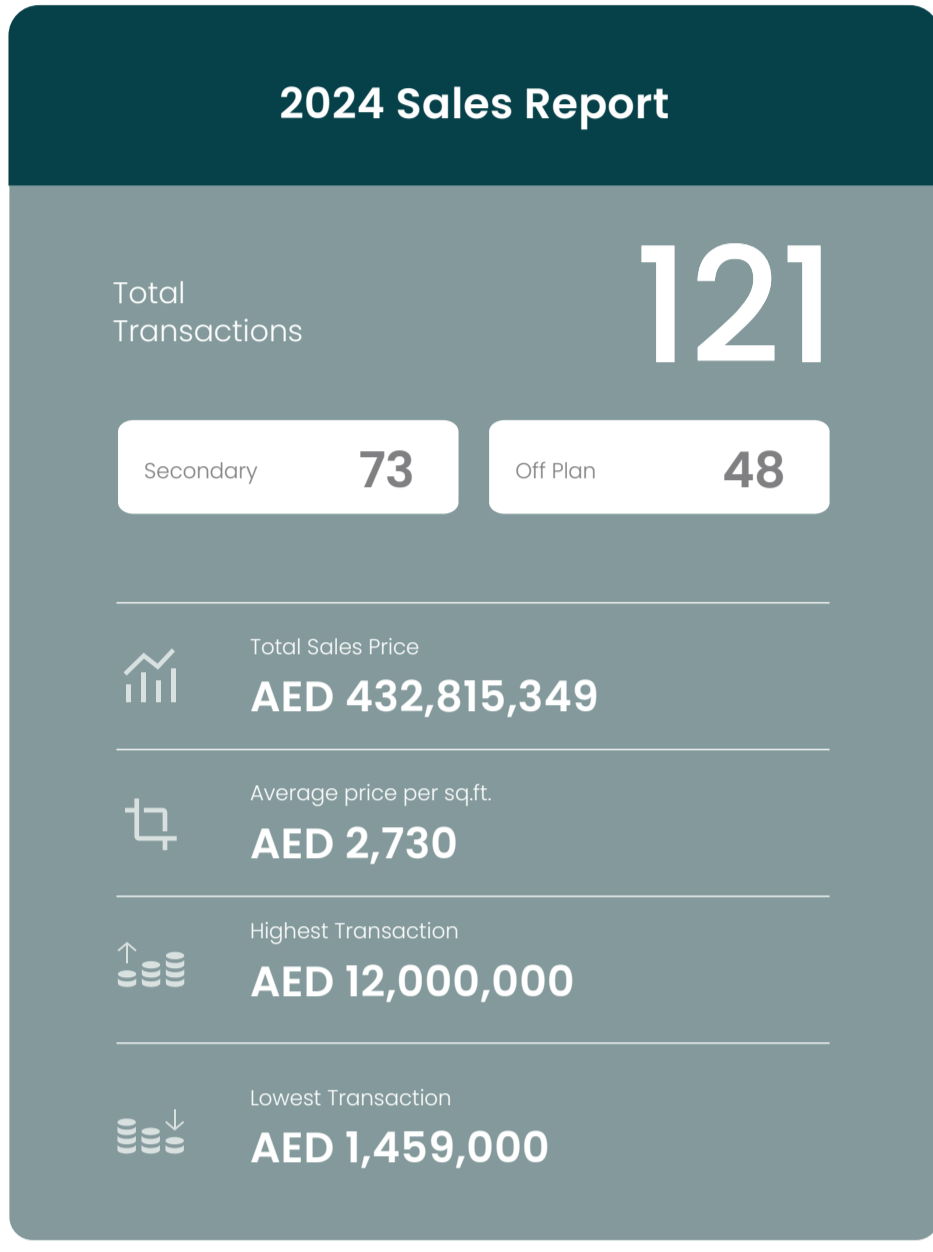 2024 Sales Report
Total
Transactions
121
Secondary 73
Off Plan 48
Total Sales Price
AED 432,815,349
Average price per sq.ft.
AED 2,730
Highest Transaction
AED 12,000,000
Lowest Transaction
AED 1,459,000